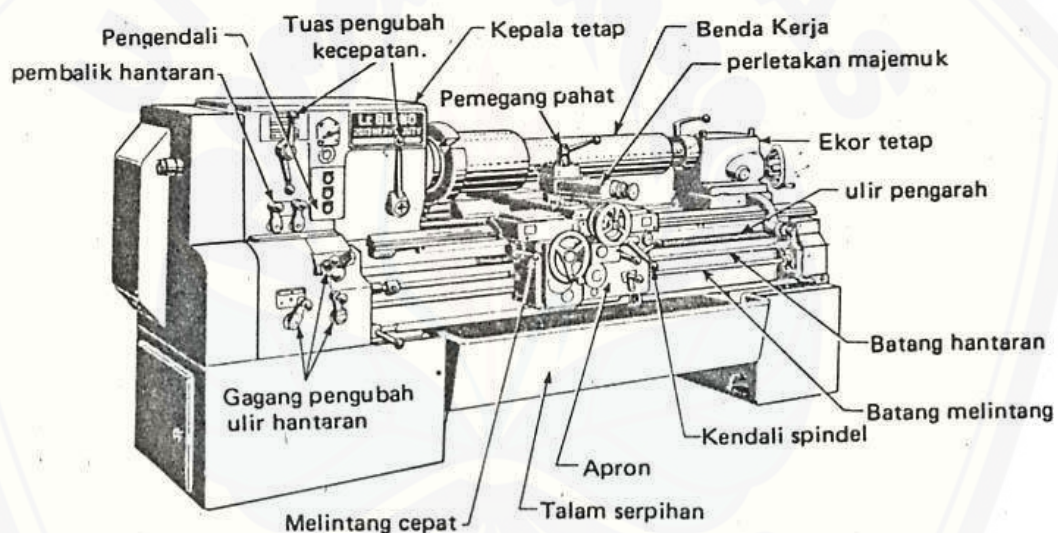 Pengendali
Tuas pengubah
kecepatan.
Kepala tetap
Benda Kerja
pembalik hantaran
perletakan majemuk
Pemegang pahat
Ekor tetap
ulir pengarah
Batang hantaran
Batang melintang
Kendali spindel
Gagang pengubah
ulir hantaran
Apron
Talam serpihan
Melintang cepat